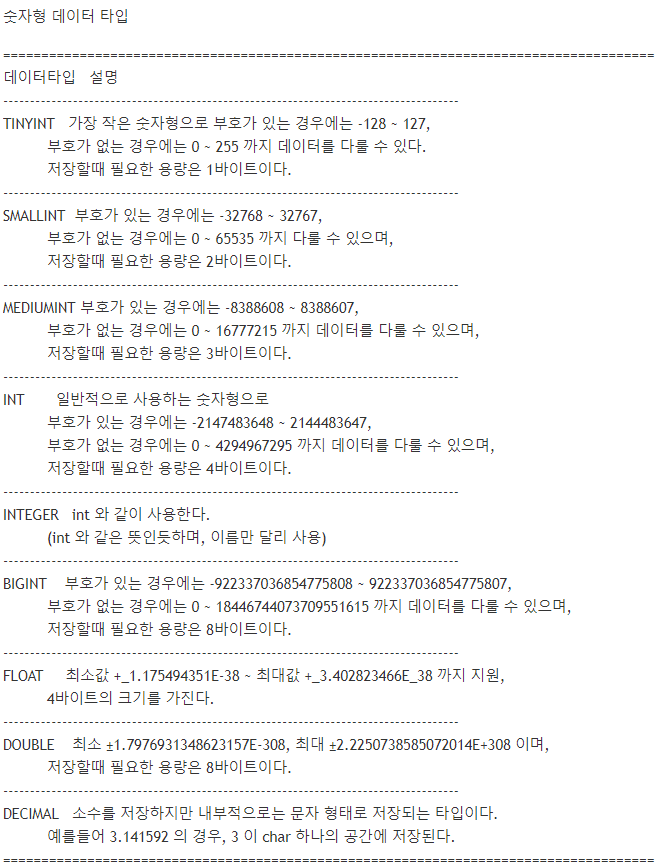 숫자형 데이터 타입
=====================================================================================
데이터타입   설명
-------------------------------------------------------------------------------------
TINYINT   가장 작은 숫자형으로 부호가 있는 경우에는 -128 ~ 127,
부호가 없는 경우에는 0 ~ 255 까지 데이터를 다룰 수 있다.
저장할때 필요한 용량은 1바이트이다.
-------------------------------------------------------------------------------------
SMALLINT  부호가 있는 경우에는 -32768 ~ 32767,
부호가 없는 경우에는 0 ~ 65535 까지 다룰 수 있으며,
저장할때 필요한 용량은 2바이트이다.
-------------------------------------------------------------------------------------
MEDIUMINT 부호가 있는 경우에는 -8388608 ~ 8388607,
부호가 없는 경우에는 0 ~ 16777215 까지 데이터를 다룰 수 있으며,
저장할때 필요한 용량은 3바이트이다.
-------------------------------------------------------------------------------------
INT       일반적으로 사용하는 숫자형으로
부호가 있는 경우에는 -2147483648 ~ 2144483647,
부호가 없는 경우에는 0 ~ 4294967295 까지 데이터를 다룰 수 있으며,
저장할때 필요한 용량은 4바이트이다.
-------------------------------------------------------------------------------------
INTEGER   int 와 같이 사용한다.
(int 와 같은 뜻인듯하며, 이름만 달리 사용)
-------------------------------------------------------------------------------------
BIGINT    부호가 있는 경우에는 -922337036854775808 ~ 922337036854775807,
부호가 없는 경우에는 0 ~ 18446744073709551615 까지 데이터를 다룰 수 있으며,
저장할때 필요한 용량은 8바이트이다.
-------------------------------------------------------------------------------------
FLOAT     최소값 +_1.175494351E-38 ~ 최대값 +_3.402823466E_38 까지 지원,
4바이트의 크기를 가진다.
-------------------------------------------------------------------------------------
DOUBLE    최소 ±1.7976931348623157E-308, 최대 ±2.2250738585072014E+308 이며,
저장할때 필요한 용량은 8바이트이다.
-------------------------------------------------------------------------------------
DECIMAL   소수를 저장하지만 내부적으로는 문자 형태로 저장되는 타입이다.
예를들어 3.141592 의 경우, 3 이 char 하나의 공간에 저장된다.
=====================================================================================